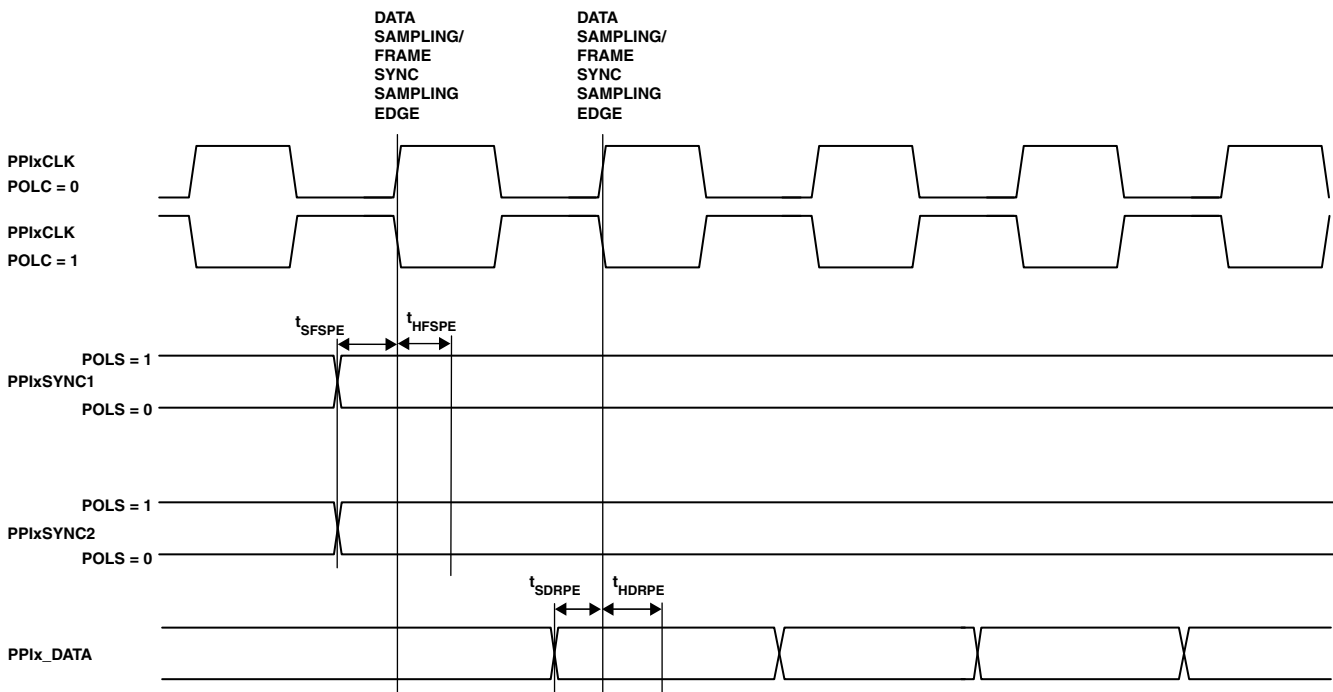 DATA
SAMPLING/
FRAME
SYNC
SAMPLING
EDGE
DATA
SAMPLING/
FRAME
SYNC
SAMPLING
EDGE
PPIxCLK
POLC = 0
PPIxCLK
POLC = 1
tSFSPE
tHFSPE
POLS = 1
PPIxSYNC1
POLS = 0
POLS = 1
PPIxSYNC2
POLS = 0
tSDRPE
tHDRPE
PPIx_DATA